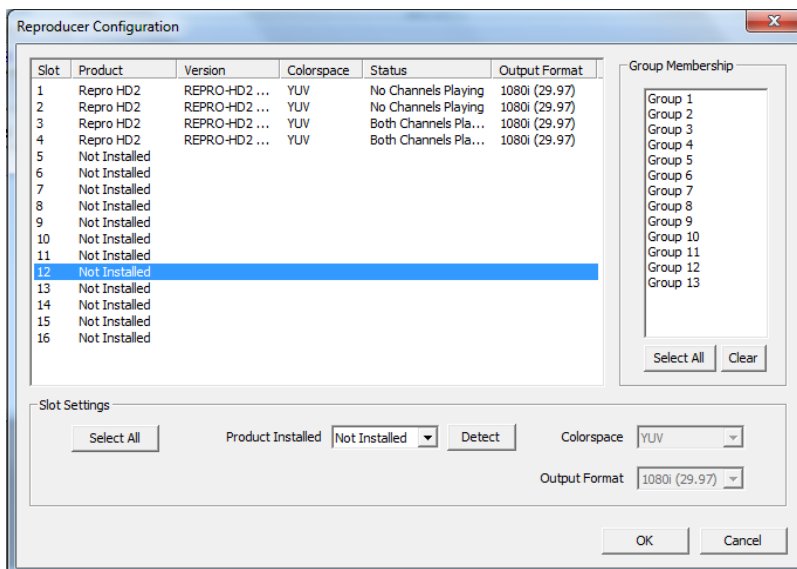 Reproducer Configuration
Slot Product Version Colorspace Status Output Format
1 Repro HD2 REPRO-HD2 ... YUV No Channels Playing 1080i (29.97)
2 Repro HD2 REPRO-HD2 ... YUV No Channels Playing 1080i (29.97)
3 Repro HD2 REPRO-HD2 ... YUV Both Channels Pla... 1080i (29.97)
4 Repro HD2 REPRO-HD2 ... YUV Both Channels Pla... 1080i (29.97)
5 Not Installed
6 Not Installed
7 Not Installed
8 Not Installed
9 Not Installed
10 Not Installed
11 Not Installed
12 Not Installed
13 Not Installed
14 Not Installed
15 Not Installed
16 Not Installed
Group Membership
Group 1
Group 2
Group 3
Group 4
Group 5
Group 6
Group 7
Group 8
Group 9
Group 10
Group 11
Group 12
Group 13
Select All Clear
Slot Settings
Select All Product Installed Not Installed Detect Colorspace YUV
Output Format 1080i (29.97)
OK Cancel